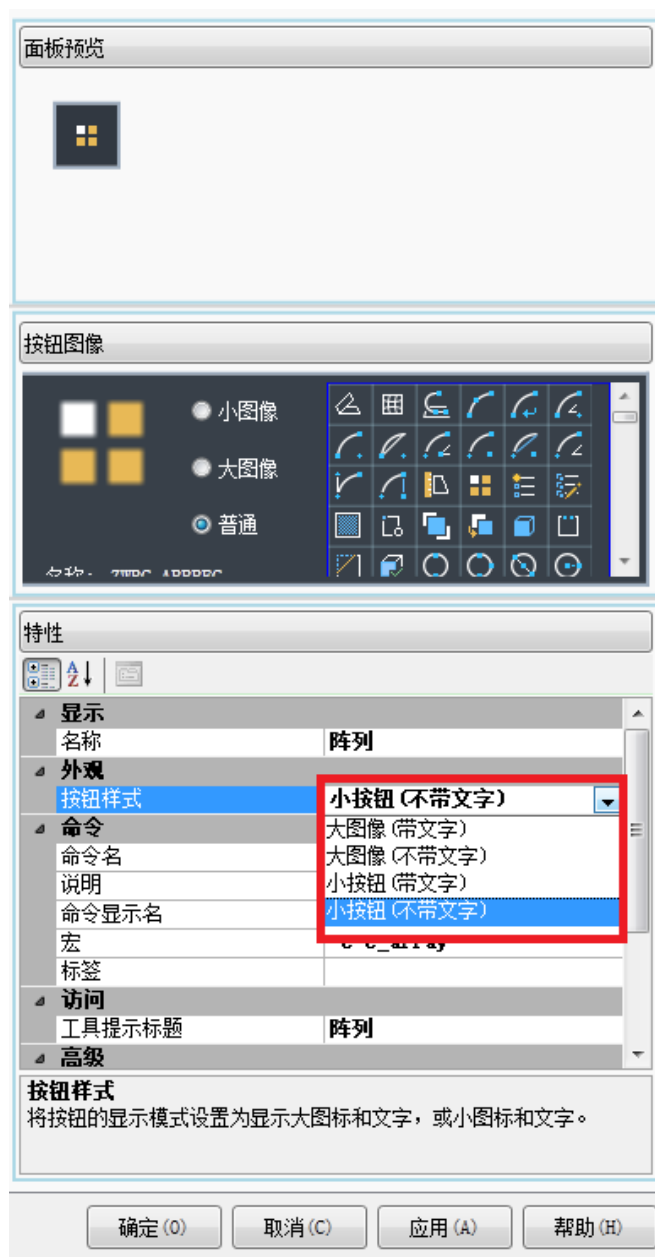 面板预览
按钮图像
小图像
大图像
普通
特性
显示
名称 阵列
外观
按钮样式 小按钮(不带文字)
大图像(带文字)
大图像(不带文字)
小按钮(带文字)
小按钮(不带文字)
命令
命令名
说明
命令显示名
宏
标签
访问
工具提示标题 阵列
高级
按钮样式
将按钮的显示模式设置为显示大图标和文字，或小图标和文字。
确定(O) 取消(C) 应用(A) 帮助(H)